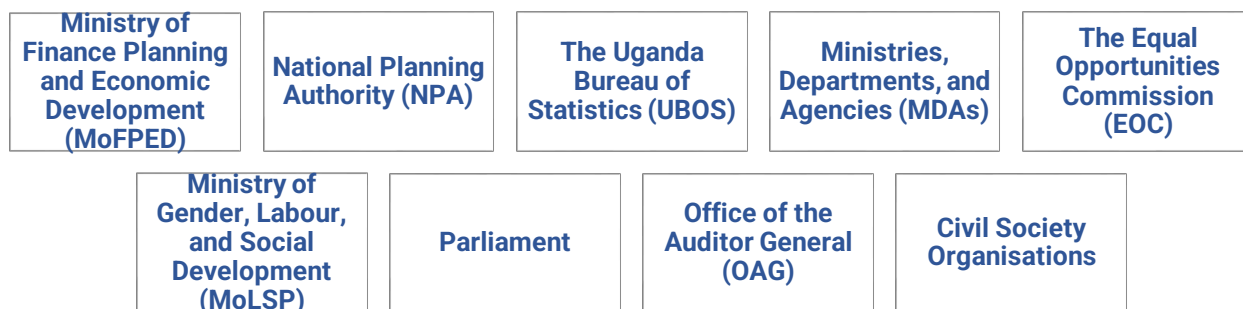 Ministry of
Finance Planning
and Economic
Development
(MoFPED)
National Planning
Authority (NPA)
The Uganda
Bureau of
Statistics (UBOS)
Ministries,
Departments, and
Agencies (MDAs)
The Equal
Opportunities
Commission
(EOC)
Ministry of
Gender, Labour,
and Social
Development
(MoLSP)
Parliament
Office of the
Auditor General
(OAG)
Civil Society
Organisations